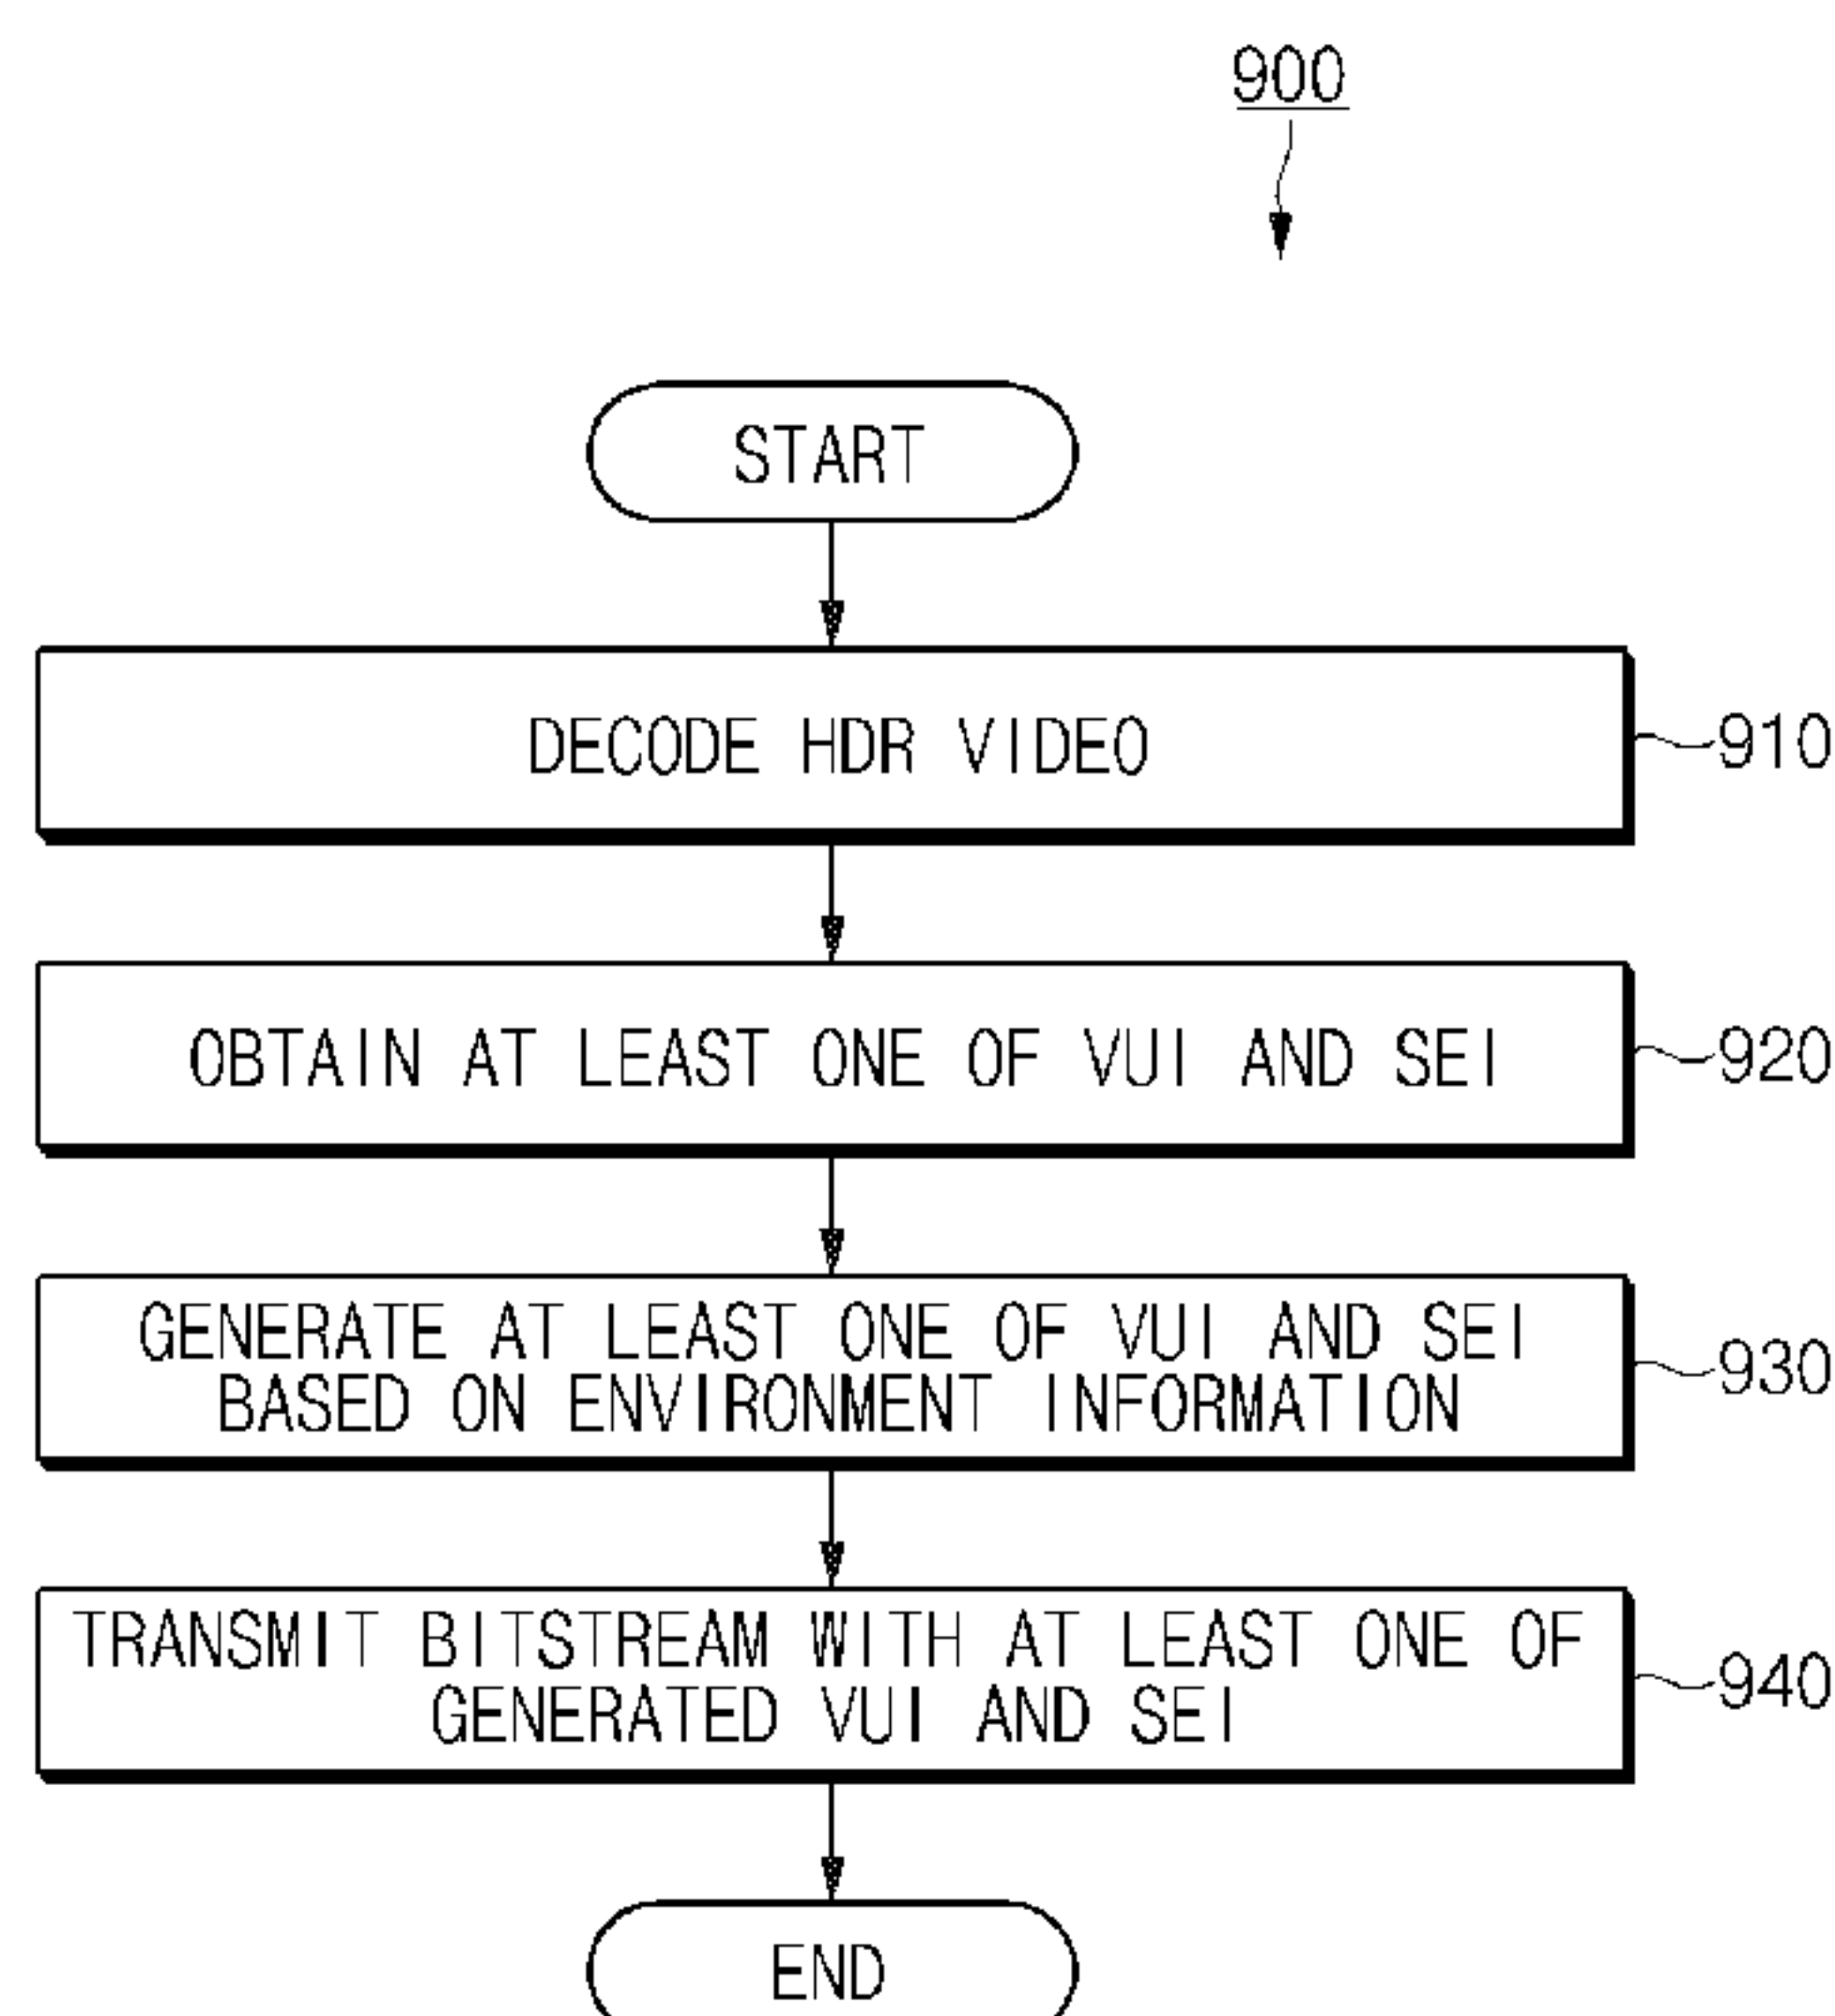 900
START
DECODE HDR VIDEO
910
OBTAIN AT LEAST ONE OF VUI AND SEI
920
GENERATE AT LEAST ONE OF VUI AND SEI
BASED ON ENVIRONMENT INFORMATION
930
TRANSMIT BITSTREAM WITH AT LEAST ONE OF
GENERATED VUI AND SEI
940
END